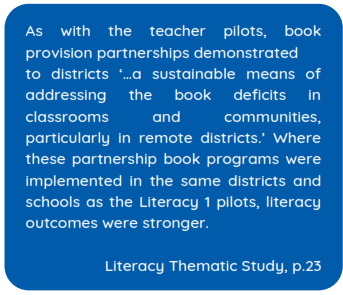 As with the teacher pilots, book
provision partnerships demonstrated
to districts ‘...a sustainable means of
addressing the book deficits in
classrooms and communities,
particularly in remote districts.’ Where
these partnership book programs were
implemented in the same districts and
schools as the Literacy 1 pilots, literacy
outcomes were stronger.
Literacy Thematic Study, p.23